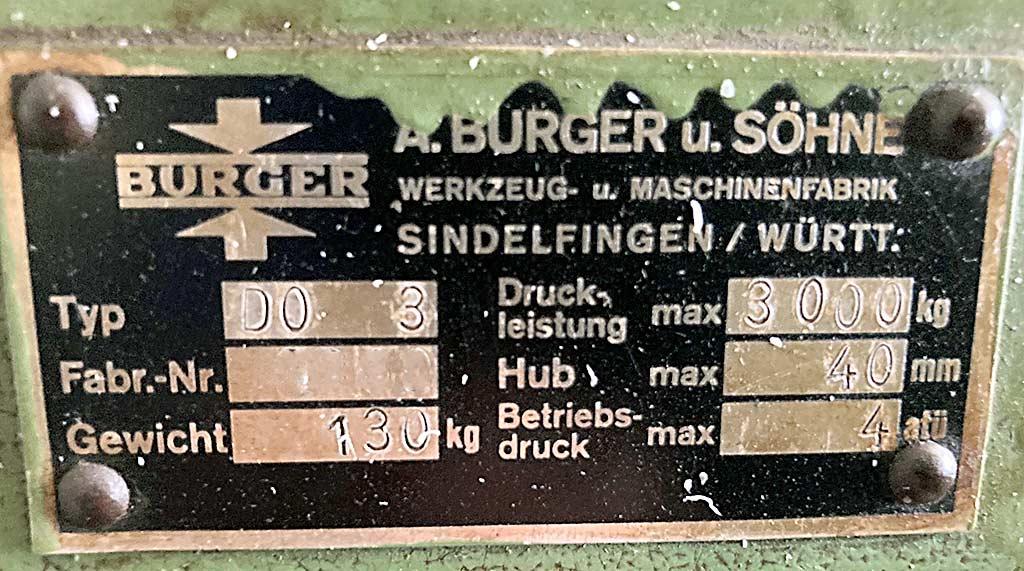 BURGER
A. BURGER u. SÖHNE
WERKZEUG- u. MASCHINENFABRIK
SINDELFINGEN / WÜRTT.
Typ DO 3
Fabr.-Nr.
Gewicht 130 kg
Druck-
leistung max 3000 kg
Hub max 40 mm
Betriebs-
druck max 4 atü